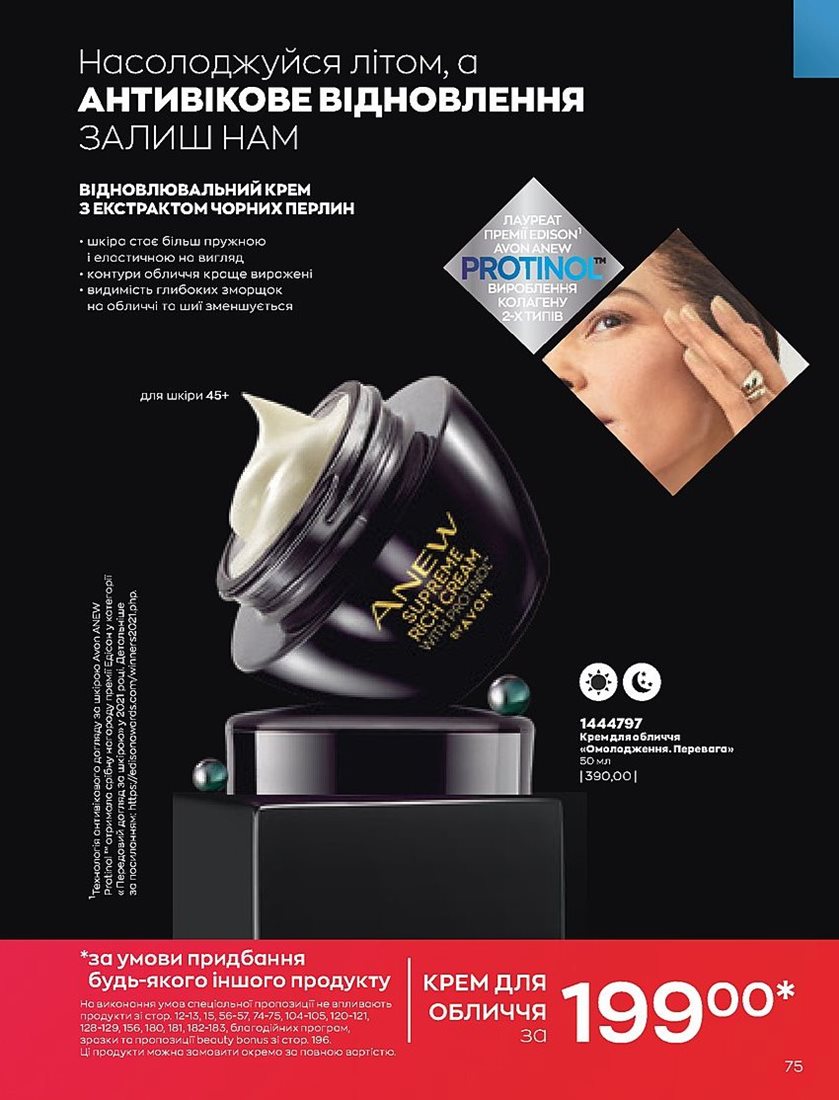 Насолоджуйся літом, а
АНТИВІКОВЕ ВІДНОВЛЕННЯ
ЗАЛИШ НАМ
ВІДНОВЛЮВАЛЬНИЙ КРЕМ
З ЕКСТРАКТОМ ЧОРНИХ ПЕРЛИН
• шкіра стає більш пружною
і еластичною на вигляд
• контури обличчя краще виражені
• видимість глибоких зморщок
на обличчі та шиї зменшується
ЛАУРЕАТ
ПРЕМІЇ EDISON¹
AVON ANEW
PROTINOL™
ВИРОБЛЕННЯ
КОЛАГЕНУ
2-Х ТИПІВ
для шкіри 45+
ANEW
SUPREME
RICH CREAM
WITH PROTINOL™
BY AVON
¹Технологія антивікового догляду за шкірою Avon ANEW
Protinol™ отримала срібну нагороду премії Едісон у категорії
«Передовий догляд за шкірою» у 2021 році. Детальніше
за посиланням: https://edisonawards.com/winners2021.php.
1444797
Крем для обличчя
«Омолодження. Перевага»
50 мл
|390,00|
*за умови придбання
будь-якого іншого продукту
На виконання умов спеціальної пропозиції не впливають
продукти зі стор. 12-13, 15, 56-57, 74-75, 104-105, 120-121,
128-129, 156, 180, 181, 182-183, благодійних програм,
зразки та пропозиції beauty bonus зі стор. 196.
Ці продукти можна замовити окремо за повною вартістю.
КРЕМ ДЛЯ
ОБЛИЧЧЯ
за
199⁰⁰*
75